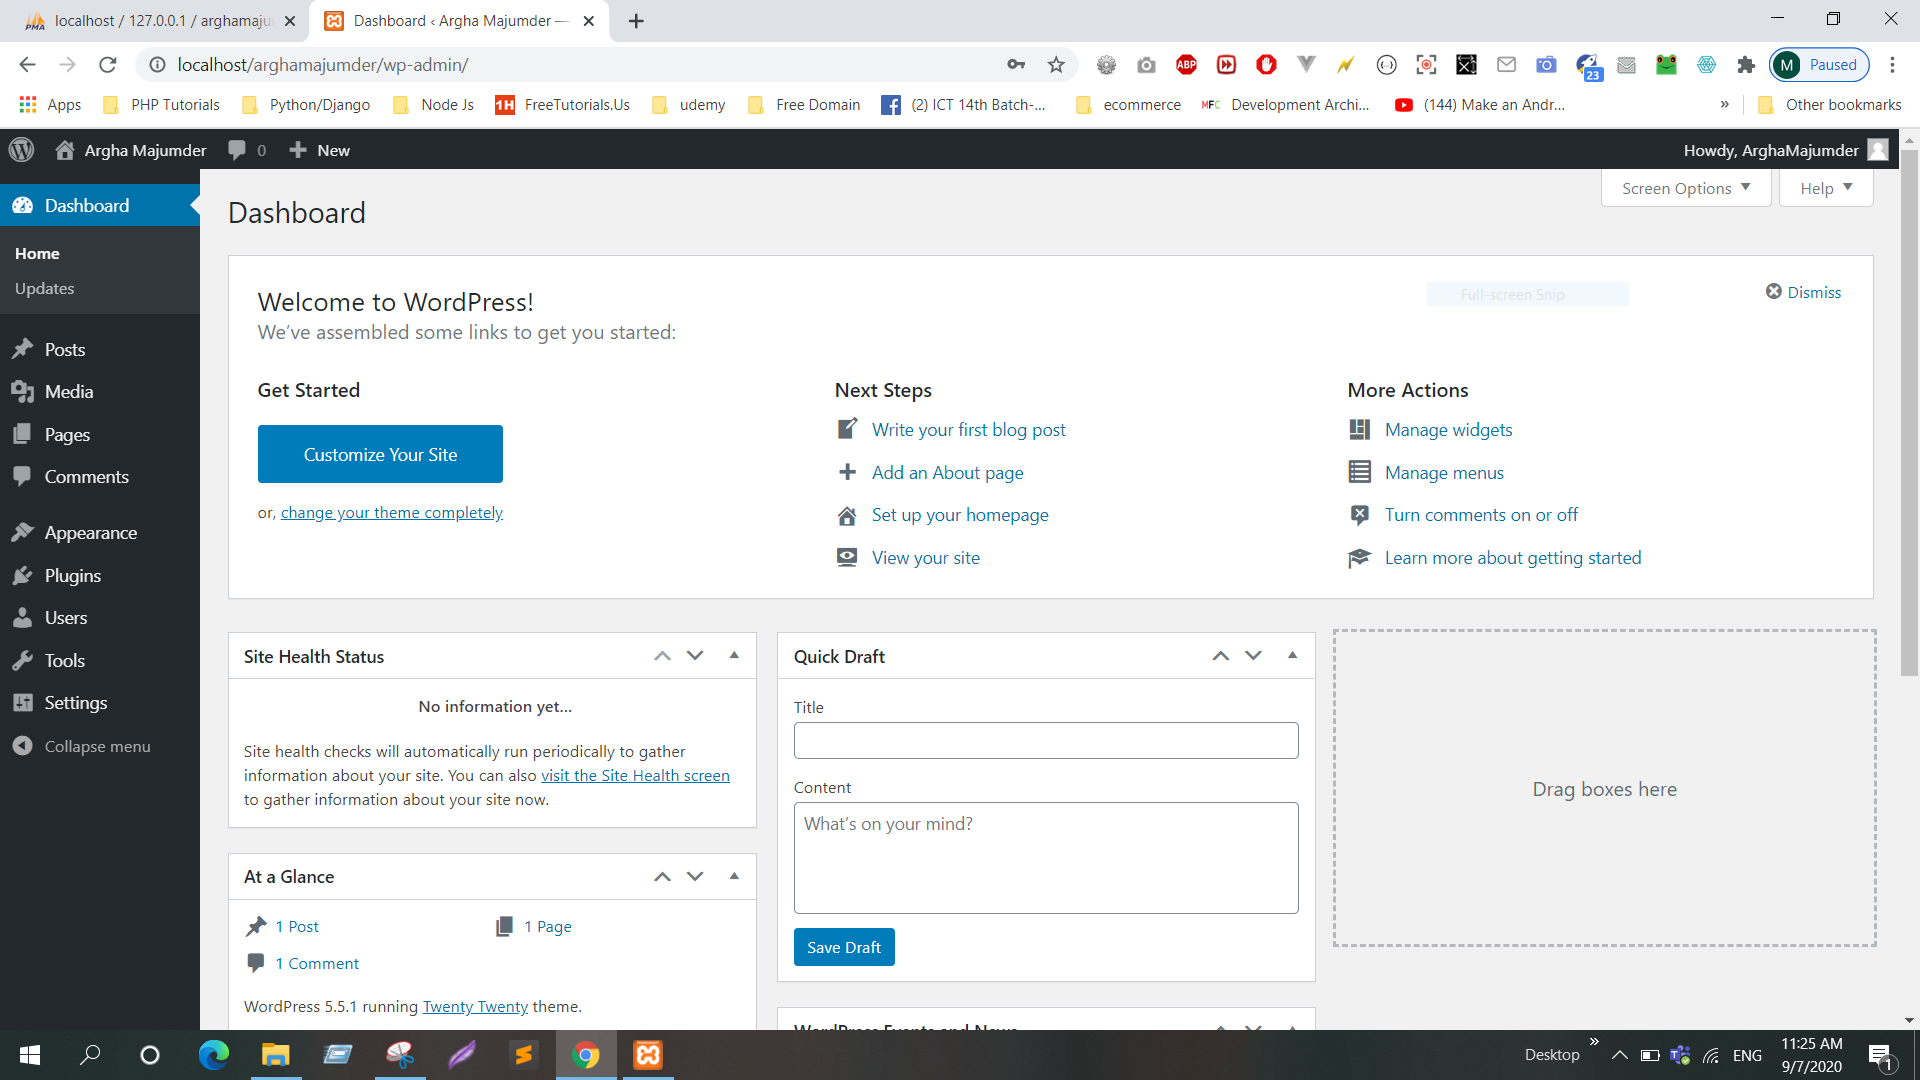 localhost / 127.0.0.1 / arghamaju
Dashboard ‹ Argha Majumder —
localhost/arghamajumder/wp-admin/
ABP
23
M
Paused
Apps
PHP Tutorials
Python/Django
Node Js
1H
FreeTutorials.Us
udemy
Free Domain
(2) ICT 14th Batch-...
ecommerce
MFC
Development Archi...
(144) Make an Andr...
»
Other bookmarks
Argha Majumder
0
New
Howdy, ArghaMajumder
Dashboard
Home
Updates
Posts
Media
Pages
Comments
Appearance
Plugins
Users
Tools
Settings
Collapse menu
Screen Options
Help
Dashboard
Welcome to WordPress!
We’ve assembled some links to get you started:
Full-screen Snip
Dismiss
Get Started
Customize Your Site
or, change your theme completely
Next Steps
Write your first blog post
Add an About page
Set up your homepage
View your site
More Actions
Manage widgets
Manage menus
Turn comments on or off
Learn more about getting started
Site Health Status
No information yet...
Site health checks will automatically run periodically to gather
information about your site. You can also visit the Site Health screen
to gather information about your site now.
At a Glance
1 Post
1 Page
1 Comment
WordPress 5.5.1 running Twenty Twenty theme.
Quick Draft
Title
Content
What’s on your mind?
Save Draft
WordPress Events and News
Drag boxes here
Desktop
»
ENG
11:25 AM
9/7/2020
1